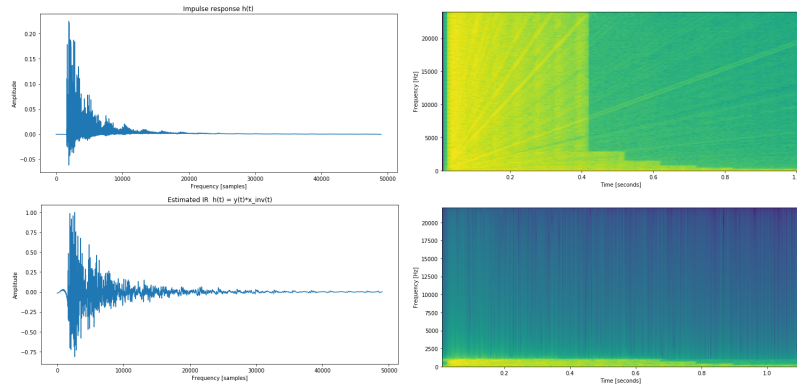 Impulse response h(t)
Amplitude
0.20
0.15
0.10
0.05
0.00
−0.05
0 10000 20000 30000 40000 50000
Frequency [samples]
Frequency [Hz]
20000
15000
10000
5000
0
0.2 0.4 0.6 0.8 1.0
Time [seconds]
Estimated IR h(t) = y(t)*x_inv(t)
Amplitude
1.00
0.75
0.50
0.25
0.00
−0.25
−0.50
−0.75
0 10000 20000 30000 40000 50000
Frequency [samples]
Frequency [Hz]
20000
17500
15000
12500
10000
7500
5000
2500
0
0.2 0.4 0.6 0.8 1.0
Time [seconds]